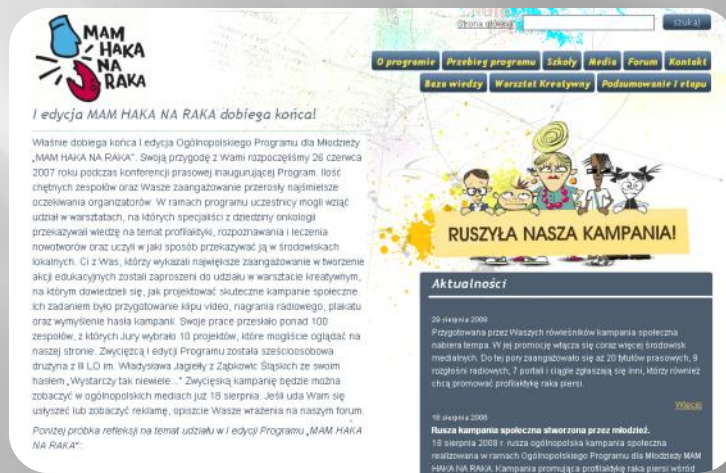 MAM
HAKA
NA
RAKA
Strona główna
szukaj
O programie Przebieg programu Szkoły Media Forum Kontakt
Baza wiedzy Warsztat Kreatywny Podsumowanie I etapu
I edycja MAM HAKA NA RAKA dobiega końca!
Właśnie dobiega końca I edycja Ogólnopolskiego Programu dla Młodzieży
„MAM HAKA NA RAKA”. Swoją przygodę z Wami rozpoczęliśmy 26 czerwca
2007 roku podczas konferencji prasowej inaugurującej Program. Ilość
chętnych zespołów oraz Wasze zaangażowanie przerosły najśmielsze
oczekiwania organizatorów. W ramach programu uczestnicy mogli wziąć
udział w warsztatach, na których specjaliści z dziedziny onkologii
przekazywali wiedzę na temat profilaktyki, rozpoznawania i leczenia
nowotworów oraz uczyli w jaki sposób przekazywać ją w środowiskach
lokalnych. Ci z Was, którzy wykazali największe zaangażowanie w tworzenie
akcji edukacyjnych zostali zaproszeni do udziału w warsztacie kreatywnym,
na którym dowiedzieli się, jak projektować skuteczne kampanie społeczne.
Ich zadaniem było przygotowanie klipu video, nagrania radiowego, plakatu
oraz wymyślenie hasła kampanii. Swoje prace przesłało ponad 100
zespołów, z których Jury wybrało 10 projektów, które mogliście oglądać na
naszej stronie. Zwycięzcą I edycji Programu została sześcioosobowa
drużyna z II LO im. Władysława Jagiełły z Ząbkowic Śląskich ze swoim
hasłem „Wystarczy tak niewiele...” Zwycięską kampanię będzie można
zobaczyć w ogólnopolskich mediach już 18 sierpnia. Jeśli uda Wam się
usłyszeć lub zobaczyć reklamę, opiszcie Wasze wrażenia na naszym forum.
Poniżej próbka refleksji na temat udziału w I edycji Programu „MAM HAKA
NA RAKA”:
RUSZYŁA NASZA KAMPANIA!
Aktualności
29 sierpnia 2008
Przygotowana przez Waszych rówieśników kampania społeczna
nabiera tempa. W jej promocję włącza się coraz więcej środowisk
medialnych. Do tej pory zaangażowało się aż 20 tytułów prasowych, 9
rozgłośni radiowych, 7 portali i ciągle zgłaszają się inni, którzy również
chcą promować profilaktykę raka piersi.
Więcej
18 sierpnia 2008
Rusza kampania społeczna stworzona przez młodzież.
18 sierpnia 2008 r. rusza ogólnopolska kampania społeczna
realizowana w ramach Ogólnopolskiego Programu dla Młodzieży MAM
HAKA NA RAKA. Kampania promująca profilaktykę raka piersi wśród